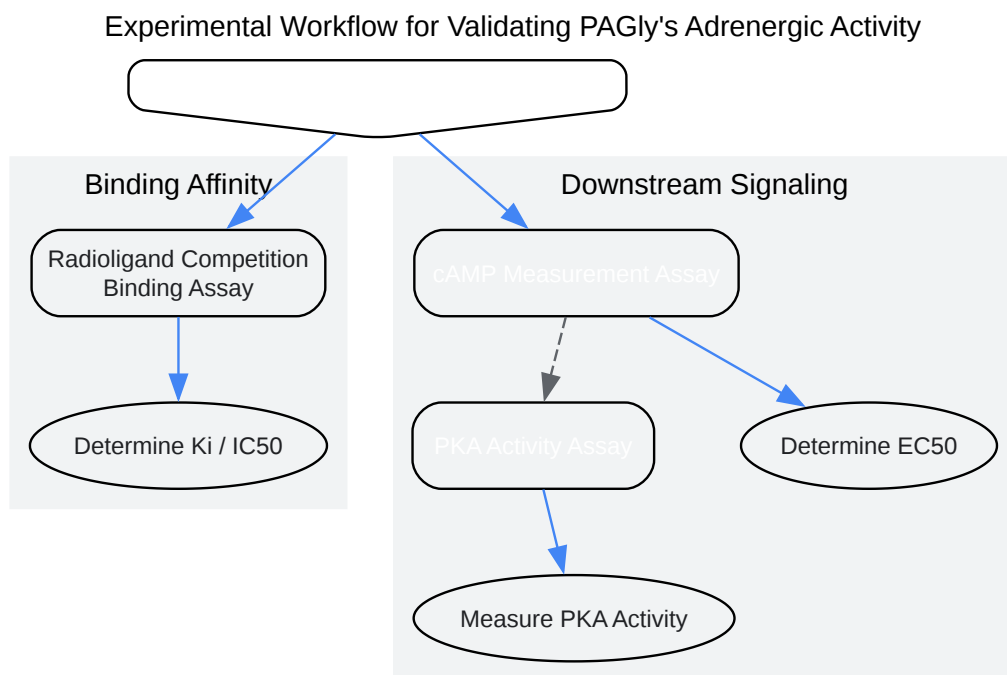 Experimental Workflow for Validating PAGly's Adrenergic Activity
Binding Affinity
Downstream Signaling
Radioligand Competition
Binding Assay
cAMP Measurement Assay
Determine Ki / IC50
PKA Activity Assay
Determine EC50
Measure PKA Activity